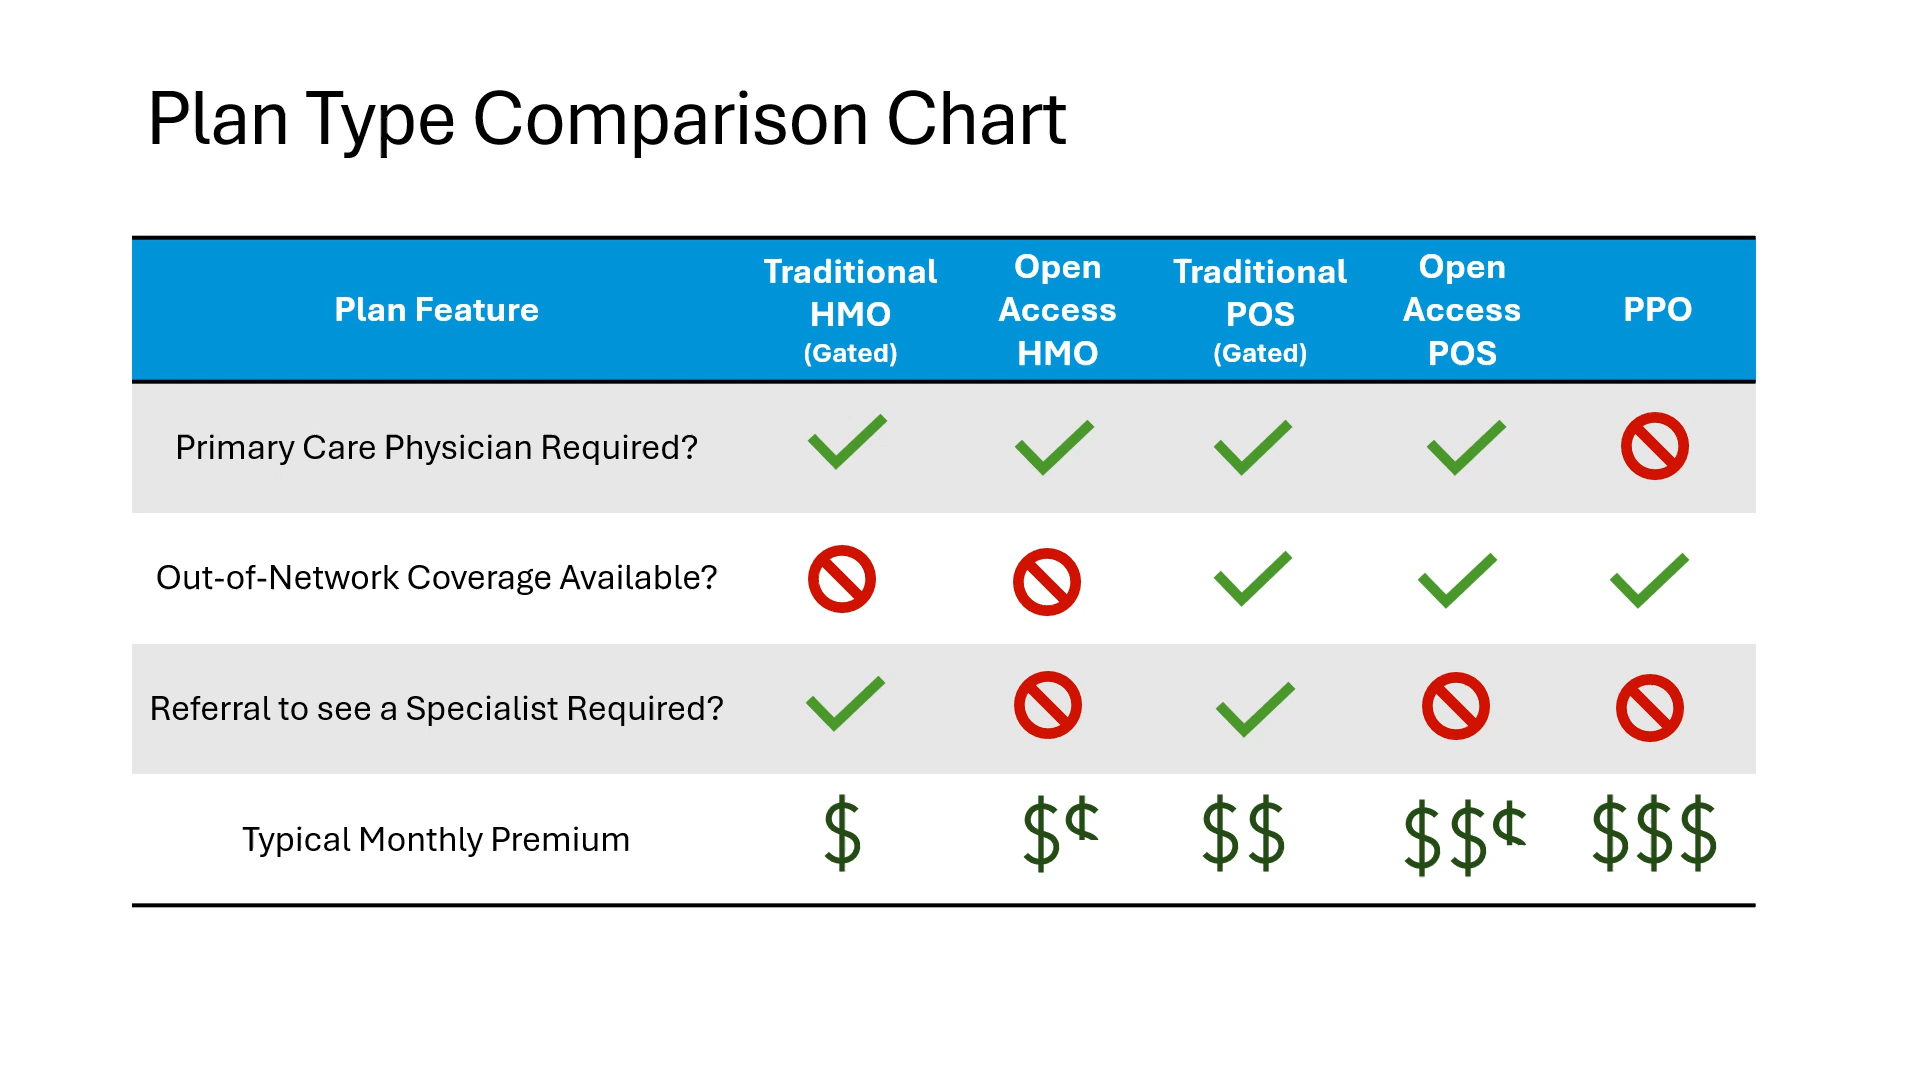 Plan Type Comparison Chart
Plan Feature
Traditional
HMO
(Gated)
Open
Access
HMO
Traditional
POS
(Gated)
Open
Access
POS
PPO
Primary Care Physician Required?
Out-of-Network Coverage Available?
Referral to see a Specialist Required?
Typical Monthly Premium
$
$¢
$$
$$¢
$$$